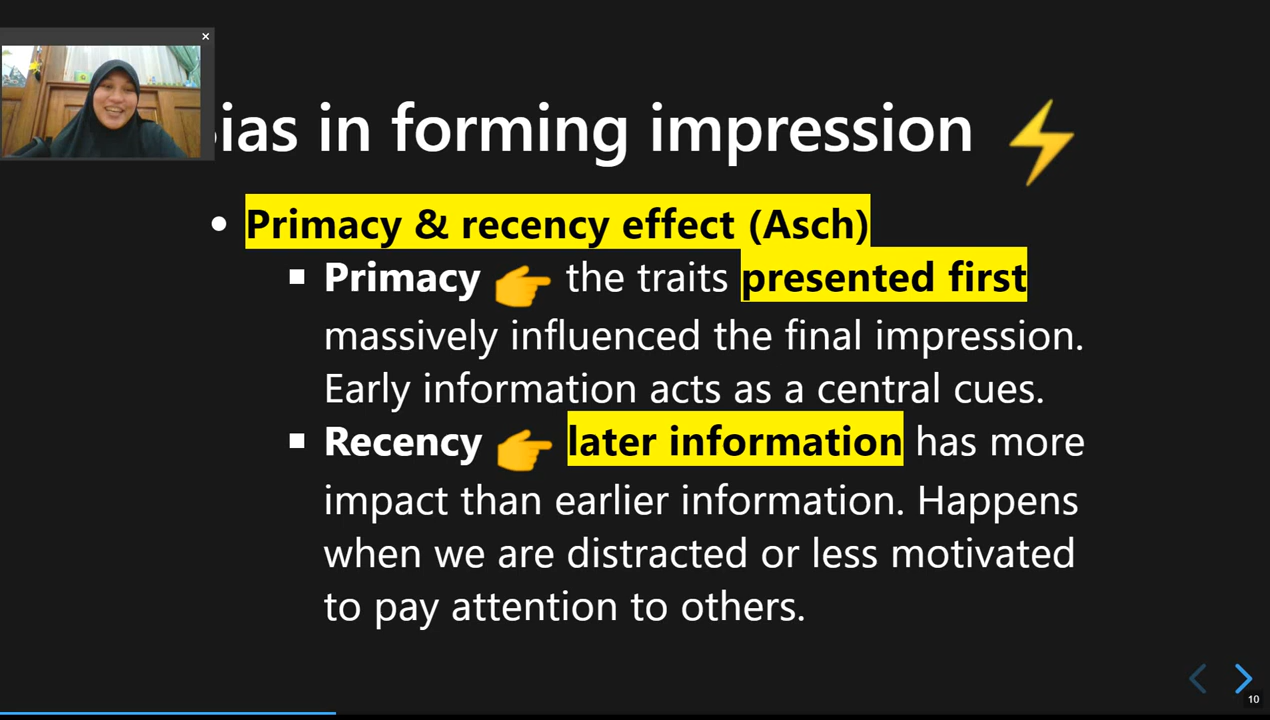 ias in forming impression ⚡
• Primacy & recency effect (Asch)
▪ Primacy 👉 the traits presented first
massively influenced the final impression.
Early information acts as a central cues.
▪ Recency 👉 later information has more
impact than earlier information. Happens
when we are distracted or less motivated
to pay attention to others.
10